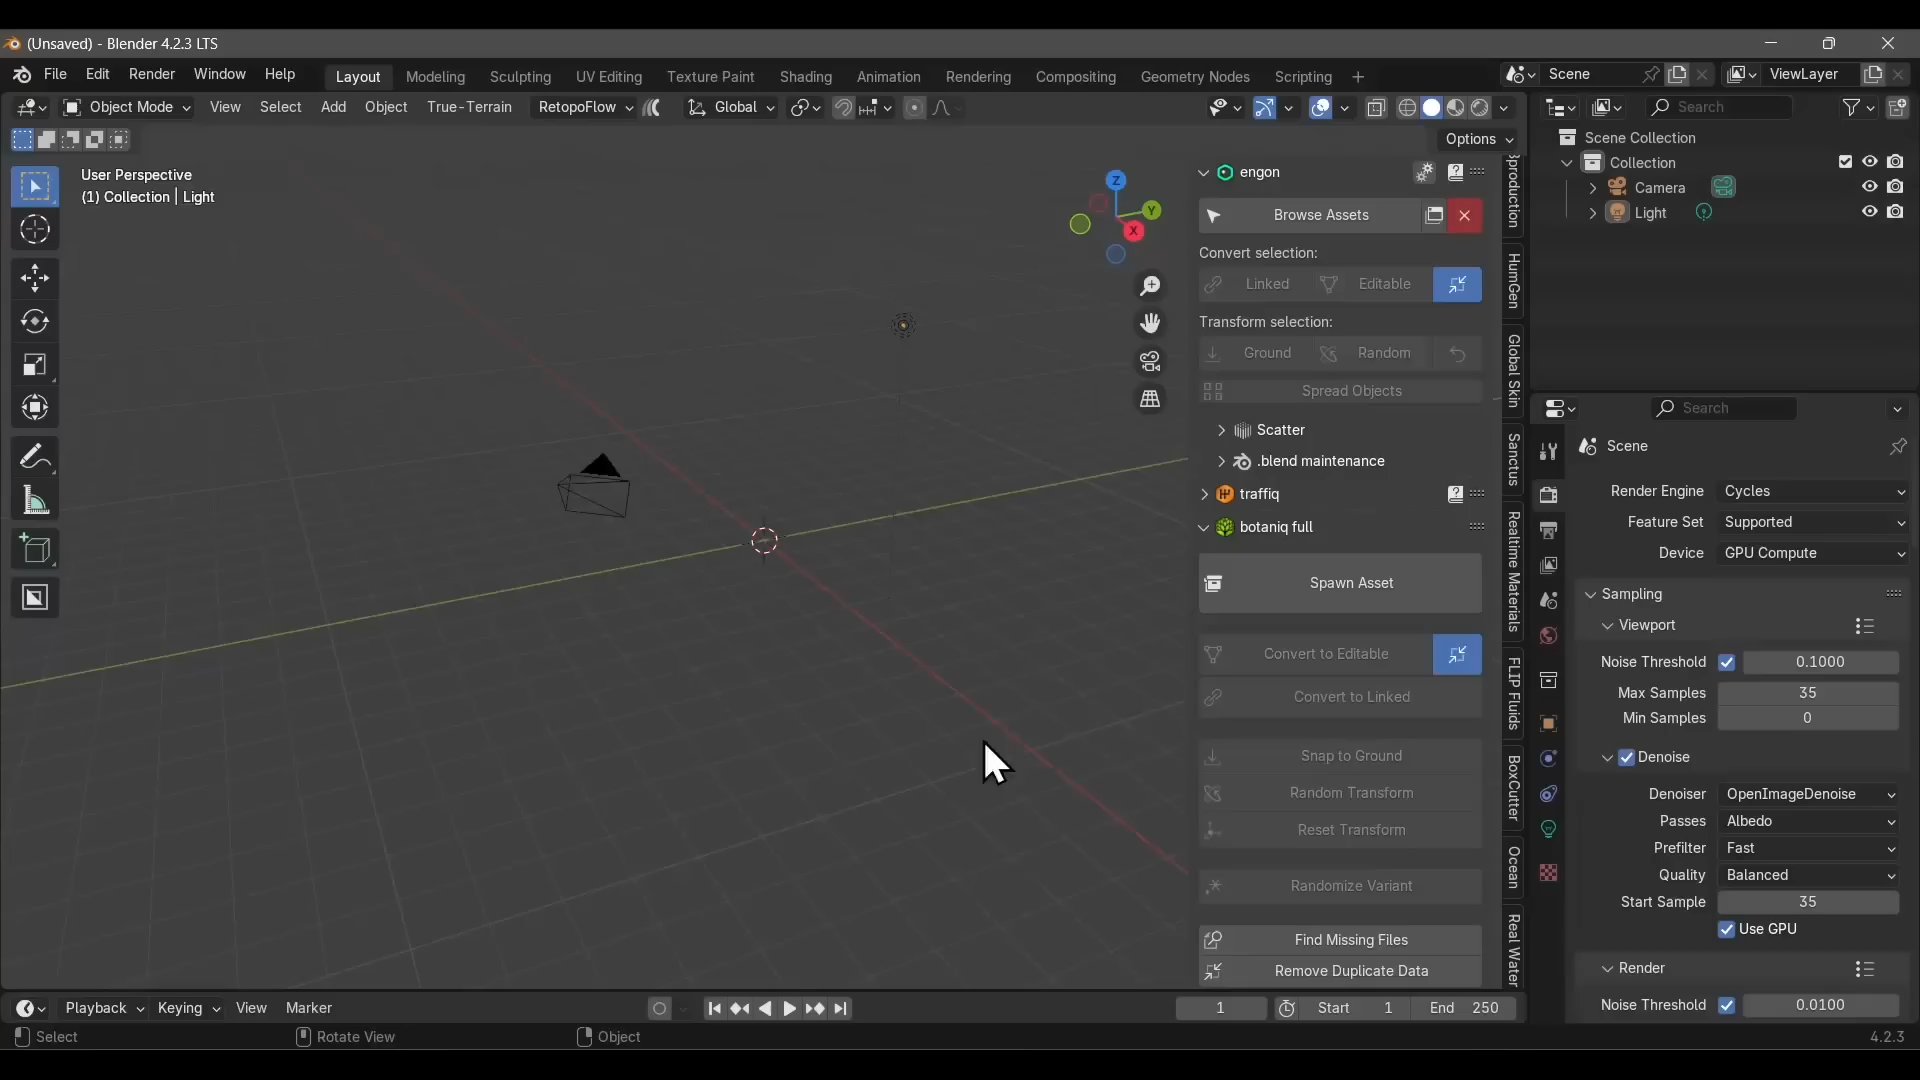 (Unsaved) - Blender 4.2.3 LTS
File Edit Render Window Help Layout Modeling Sculpting UV Editing Texture Paint Shading Animation Rendering Compositing Geometry Nodes Scripting + Scene ViewLayer
Object Mode View Select Add Object True-Terrain RetopoFlow Global Search
Options
User Perspective
(1) Collection | Light
Z
Y
X
engon
Browse Assets
Convert selection:
Linked Editable
Transform selection:
Ground Random
Spread Objects
Scatter
.blend maintenance
traffiq
botaniq full
Spawn Asset
Convert to Editable
Convert to Linked
Snap to Ground
Random Transform
Reset Transform
Randomize Variant
Find Missing Files
Remove Duplicate Data
HumGen
Global Skin
Sanctus
Realtime Materials
FLIP Fluids
BoxCutter
Ocean
Real Water
Scene Collection
Collection
Camera
Light
Search
Scene
Render Engine Cycles
Feature Set Supported
Device GPU Compute
Sampling
Viewport
Noise Threshold 0.1000
Max Samples 35
Min Samples 0
Denoise
Denoiser OpenImageDenoise
Passes Albedo
Prefilter Fast
Quality Balanced
Start Sample 35
Use GPU
Render
Noise Threshold 0.0100
Playback Keying View Marker 1 Start 1 End 250
Select Rotate View Object 4.2.3